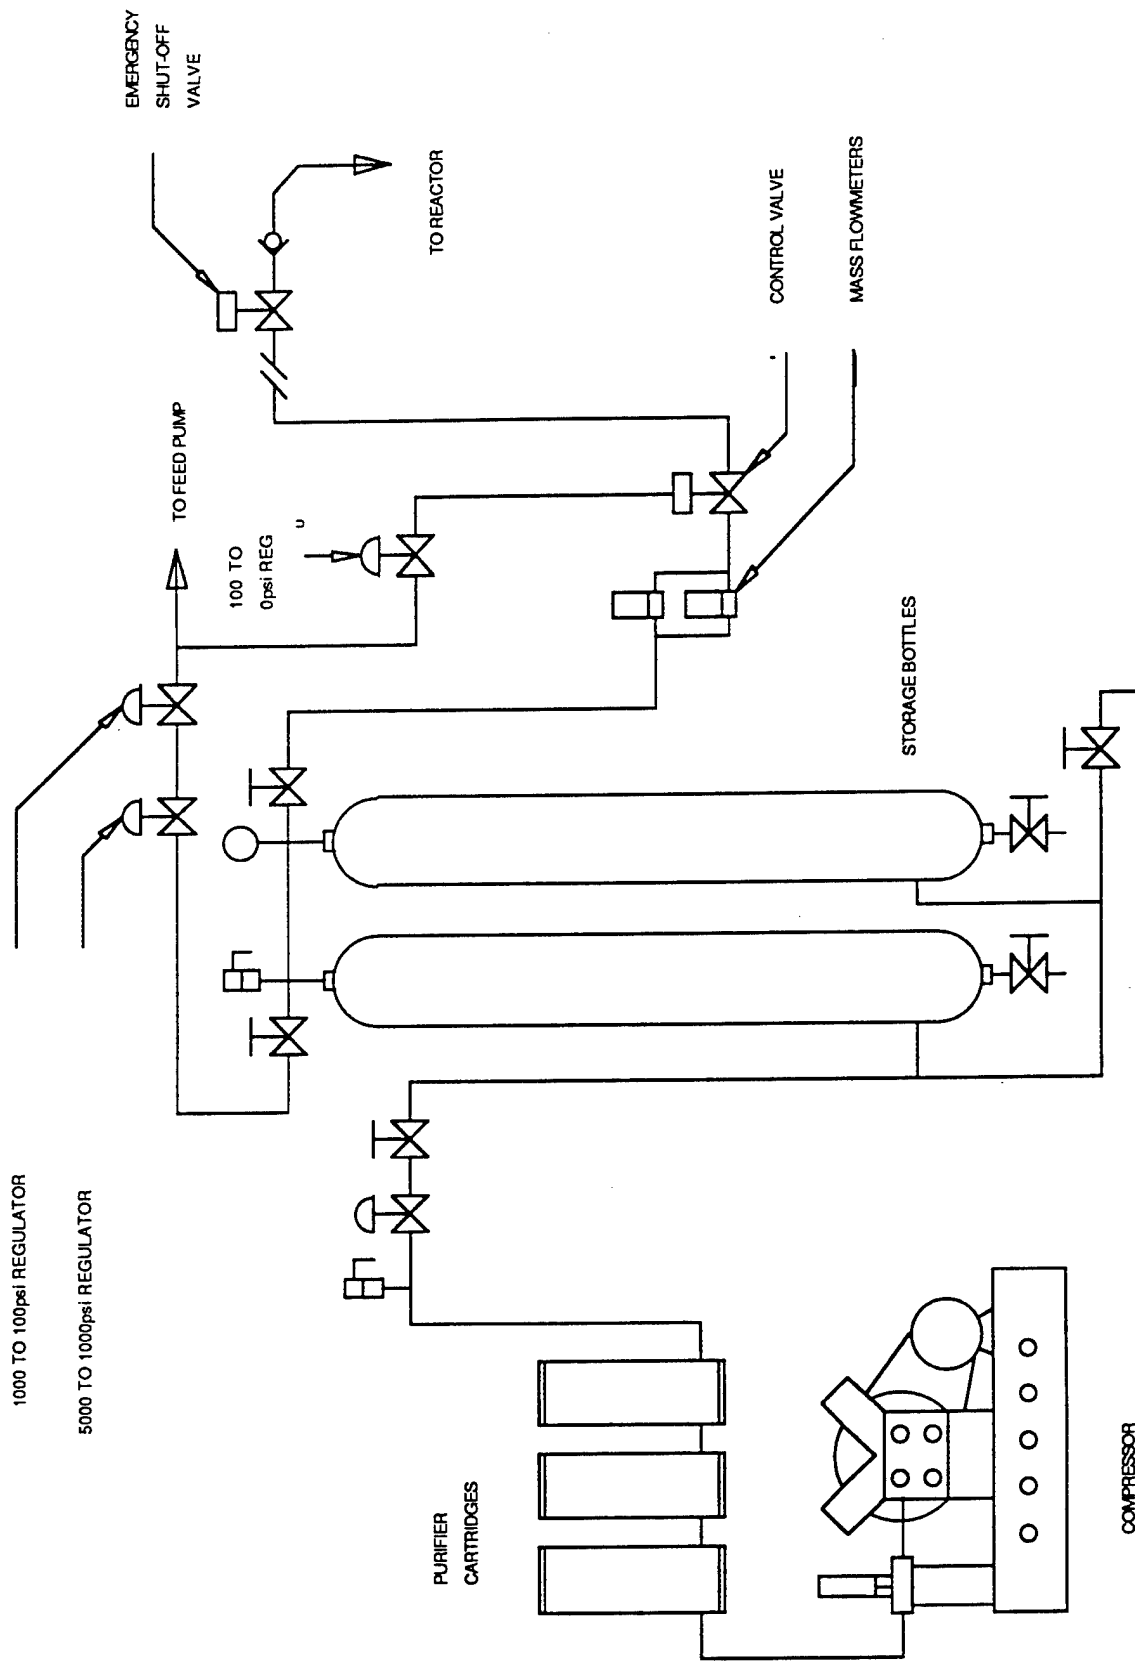 EMERGENCY
SHUT-OFF
VALVE
TO REACTOR
CONTROL VALVE
MASS FLOWMETERS
TO FEED PUMP
100 TO
0psi REG
STORAGE BOTTLES
1000 TO 100psi REGULATOR
5000 TO 1000psi REGULATOR
PURIFIER
CARTRIDGES
COMPRESSOR